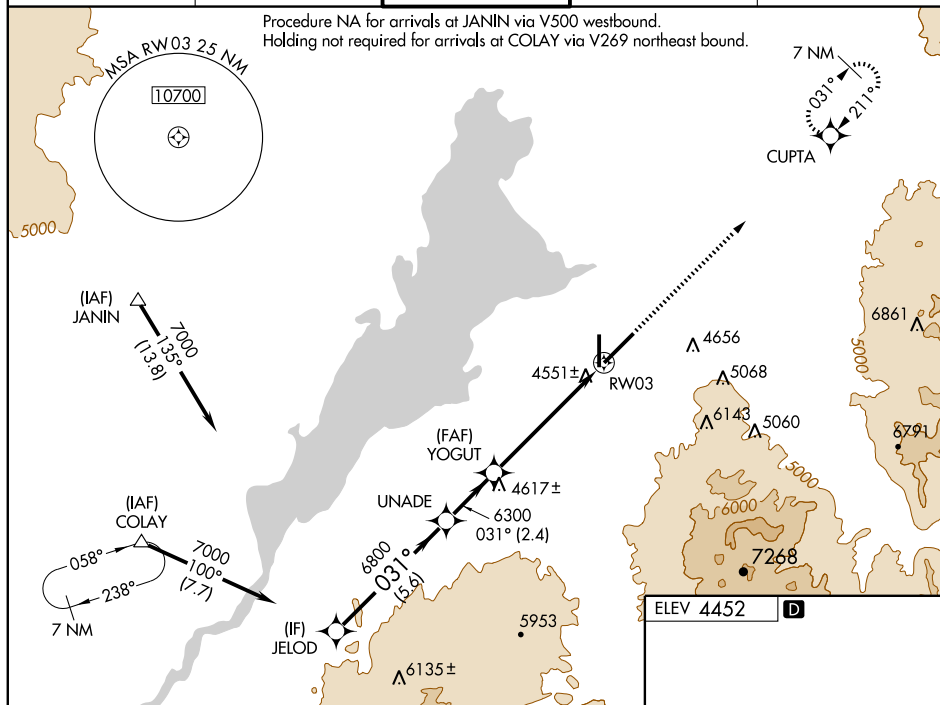 Procedure NA for arrivals at JANIN via V500 westbound.
Holding not required for arrivals at COLAY via V269 northeast bound.
MSA RW03 25 NM
10700
7 NM
031°
211°
CUPTA
5000
(IAF)
JANIN
7000
135°
(13.8)
6861
5000
4656
4551±
5068
RW03
6143
5060
6791
(FAF)
YOGUT
5000
4617±
UNADE
6300
031° (2.4)
6000
(IAF)
COLAY
058°
7000
100°
(7.7)
238°
7 NM
6800
031°
(5.6)
7268
(IF)
JELOD
5953
6135±
ELEV 4452
D